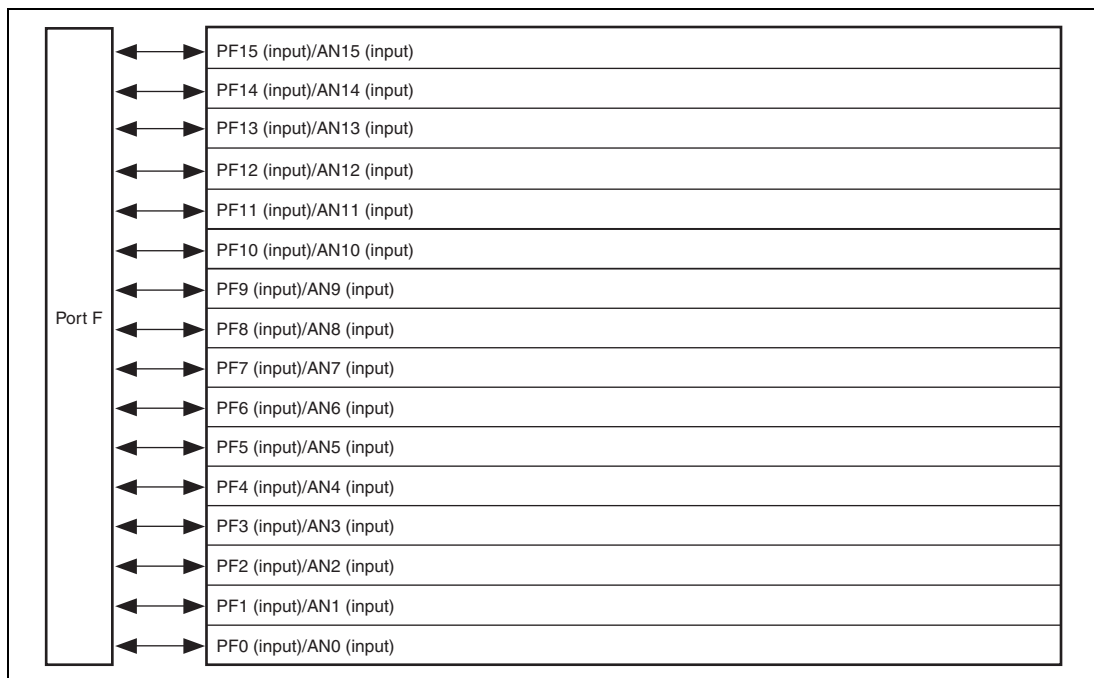 PF15 (input)/AN15 (input)
PF14 (input)/AN14 (input)
PF13 (input)/AN13 (input)
PF12 (input)/AN12 (input)
PF11 (input)/AN11 (input)
PF10 (input)/AN10 (input)
PF9 (input)/AN9 (input)
Port F
PF8 (input)/AN8 (input)
PF7 (input)/AN7 (input)
PF6 (input)/AN6 (input)
PF5 (input)/AN5 (input)
PF4 (input)/AN4 (input)
PF3 (input)/AN3 (input)
PF2 (input)/AN2 (input)
PF1 (input)/AN1 (input)
PF0 (input)/AN0 (input)